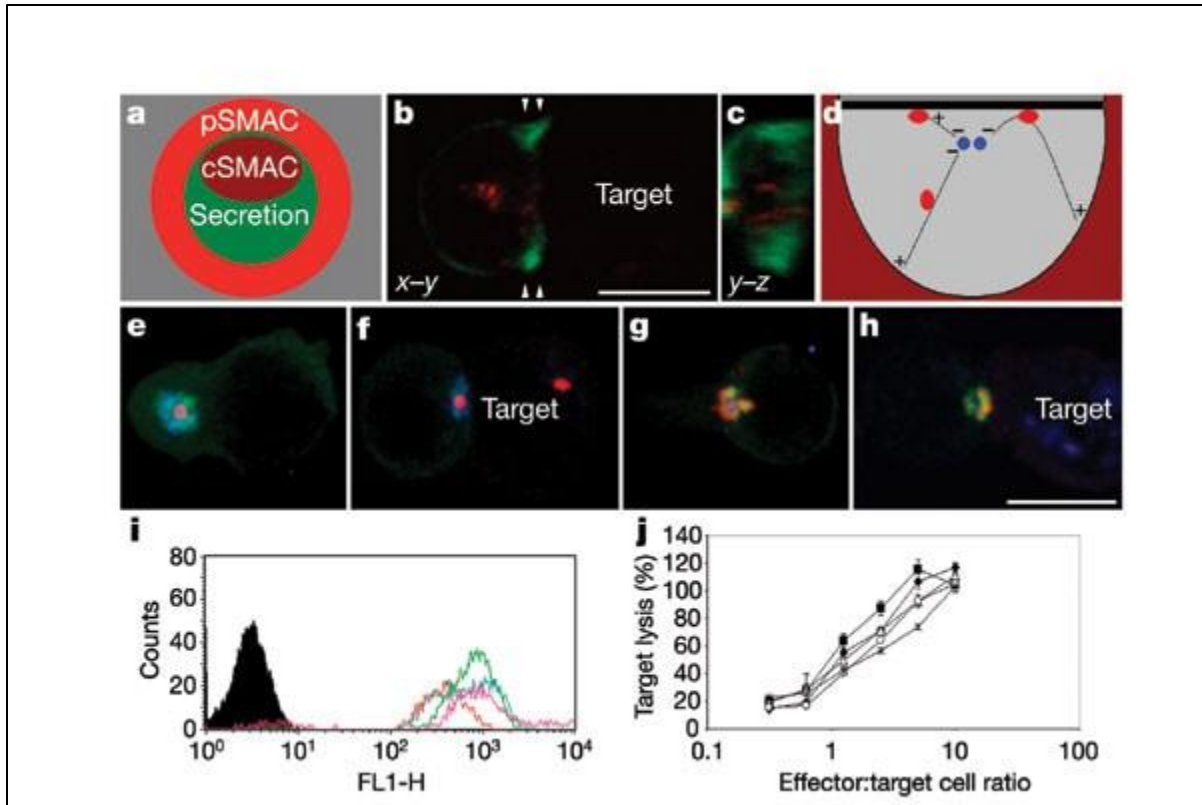 a
pSMAC
cSMAC
Secretion
b
Target
x–y
c
y–z
d
+
–
–
–
+
+
e
f
Target
g
h
Target
i
80
60
40
20
0
Counts
10⁰
10¹
10²
10³
10⁴
FL1-H
j
140
120
100
80
60
40
20
0
Target lysis (%)
0.1
1
10
100
Effector:target cell ratio